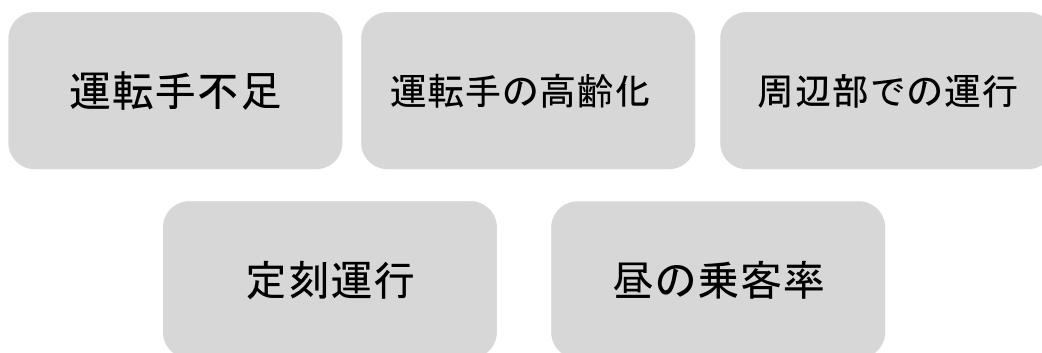 運転手不足
運転手の高齢化
周辺部での運行
定刻運行
昼の乗客率